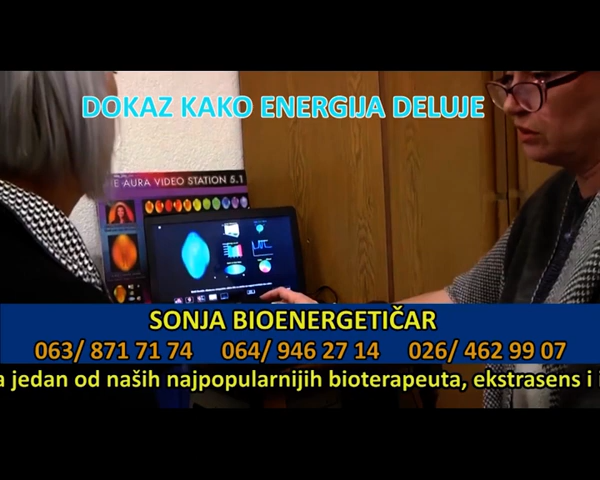 DOKAZ KAKO ENERGIJA DELUJE
AURA VIDEO STATION 5.1
SONJA BIOENERGETIČAR
063/ 871 71 74 064/ 946 27 14 026/ 462 99 07
a jedan od naših najpopularnijih bioterapeuta, ekstrasens i i